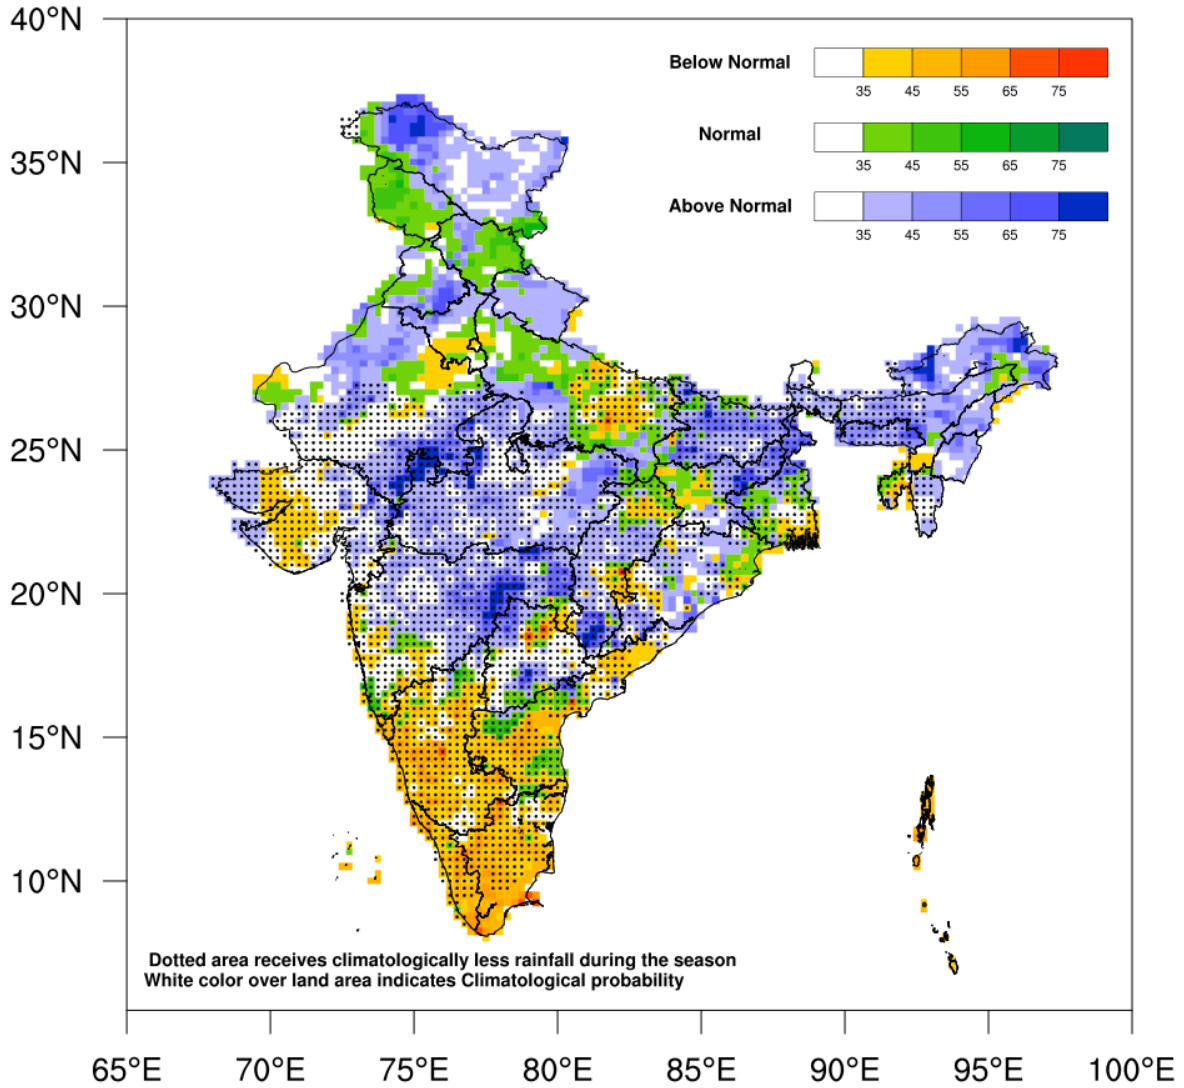 40°N
Below Normal
35 45 55 65 75
Normal
35 45 55 65 75
35°N
Above Normal
35 45 55 65 75
30°N
25°N
20°N
15°N
10°N
Dotted area receives climatologically less rainfall during the season
White color over land area indicates Climatological probability
65°E 70°E 75°E 80°E 85°E 90°E 95°E 100°E